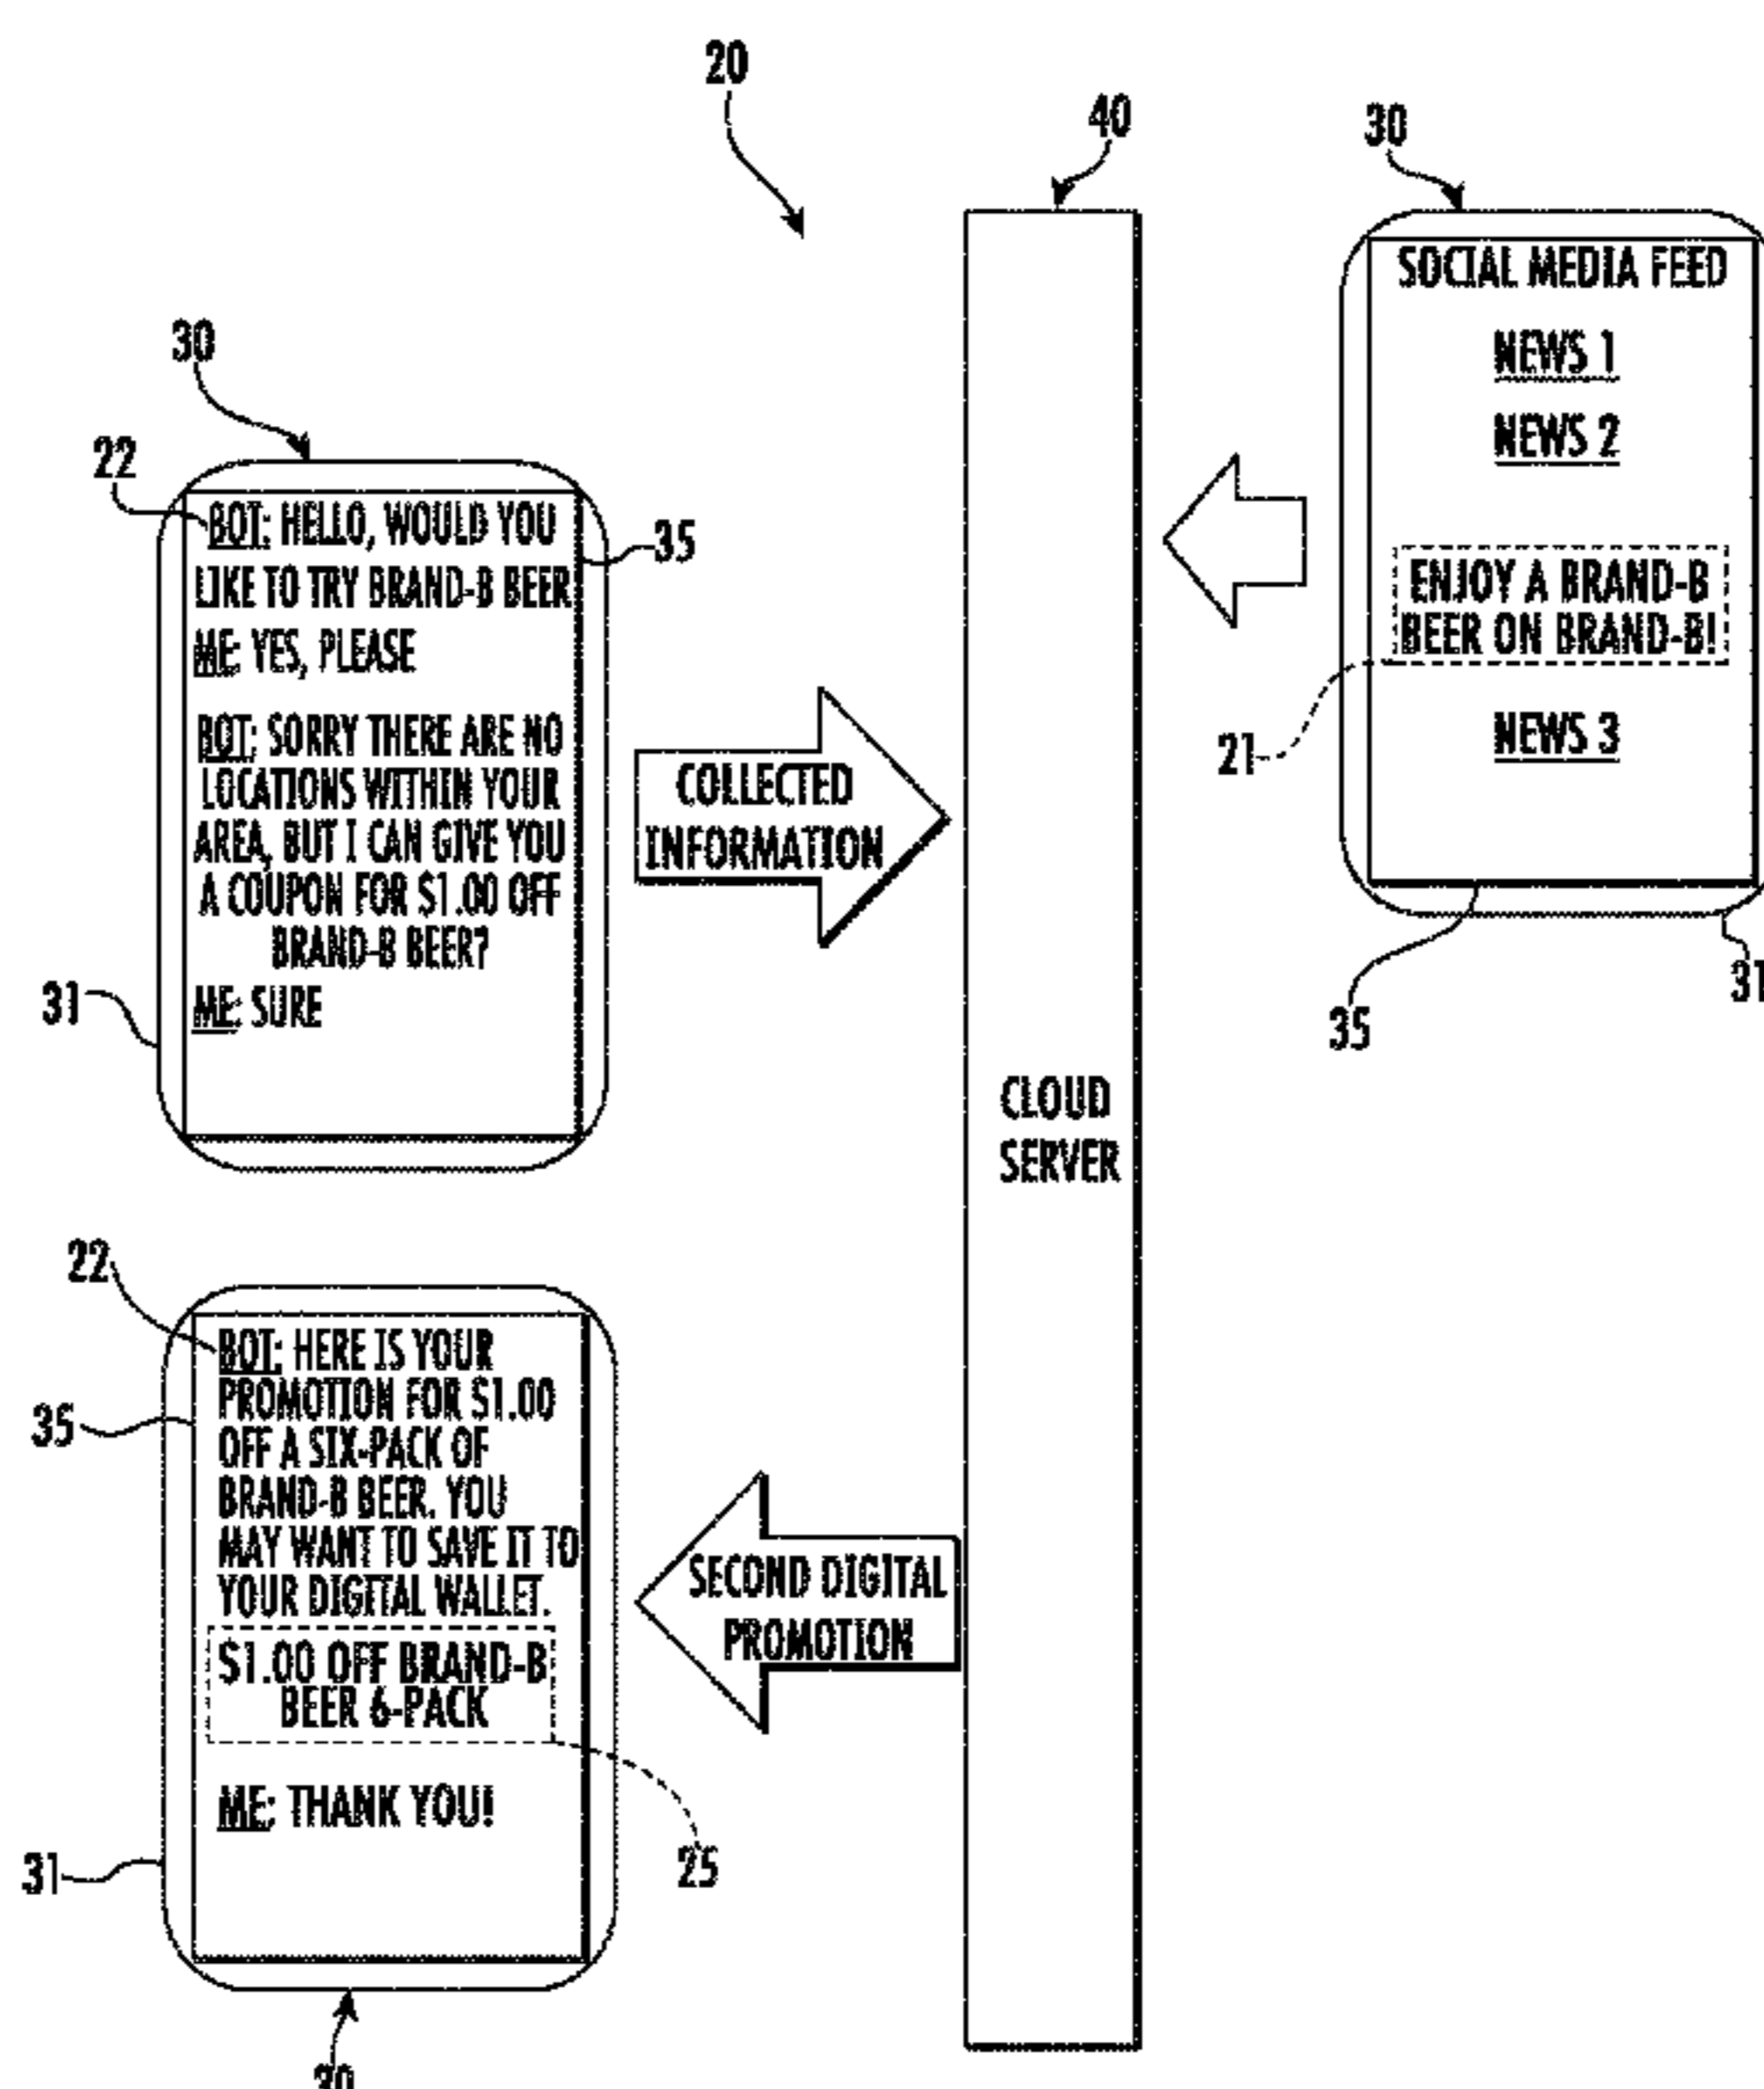 20
40
30
SOCIAL MEDIA FEED
NEWS 1
NEWS 2
ENJOY A BRAND-B
BEER ON BRAND-B!
21
NEWS 3
35
31
30
22
BOT: HELLO, WOULD YOU
LIKE TO TRY BRAND-B BEER
35
ME: YES, PLEASE
BOT: SORRY THERE ARE NO
LOCATIONS WITHIN YOUR
AREA, BUT I CAN GIVE YOU
A COUPON FOR $1.00 OFF
BRAND-B BEER?
31
ME: SURE
COLLECTED
INFORMATION
CLOUD
SERVER
22
BOT: HERE IS YOUR
PROMOTION FOR $1.00
35
OFF A SIX-PACK OF
BRAND-B BEER. YOU
MAY WANT TO SAVE IT TO
YOUR DIGITAL WALLET.
$1.00 OFF BRAND-B
BEER 6-PACK
ME: THANK YOU!
31
25
SECOND DIGITAL
PROMOTION
30